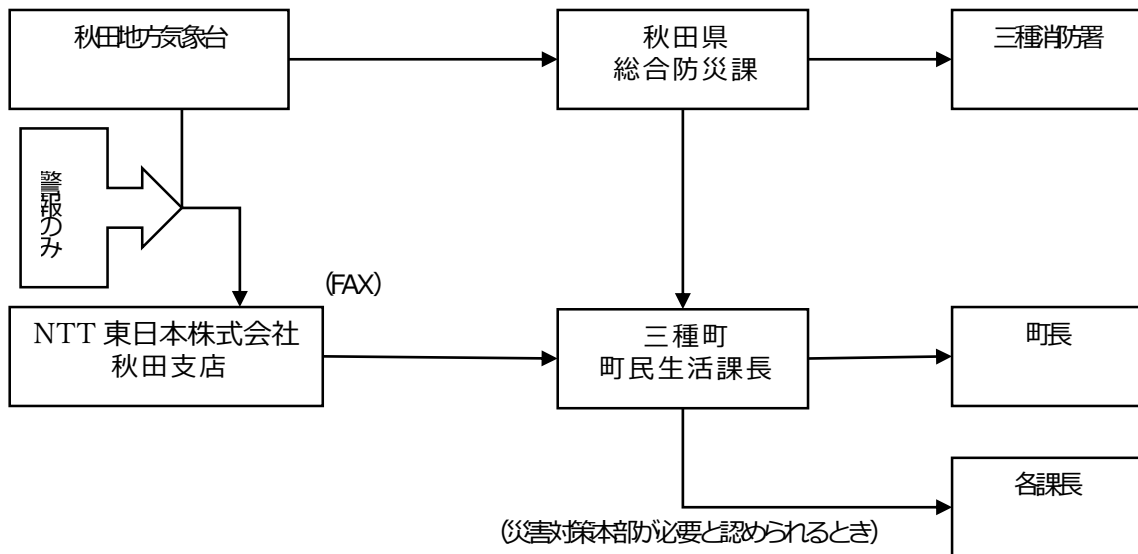 秋田地方気象台
秋田県
総合防災課
三種消防署
警報のみ
(FAX)
NTT 東日本株式会社
秋田支店
三種町
町民生活課長
町長
各課長
(災害対策本部が必要と認められるとき)